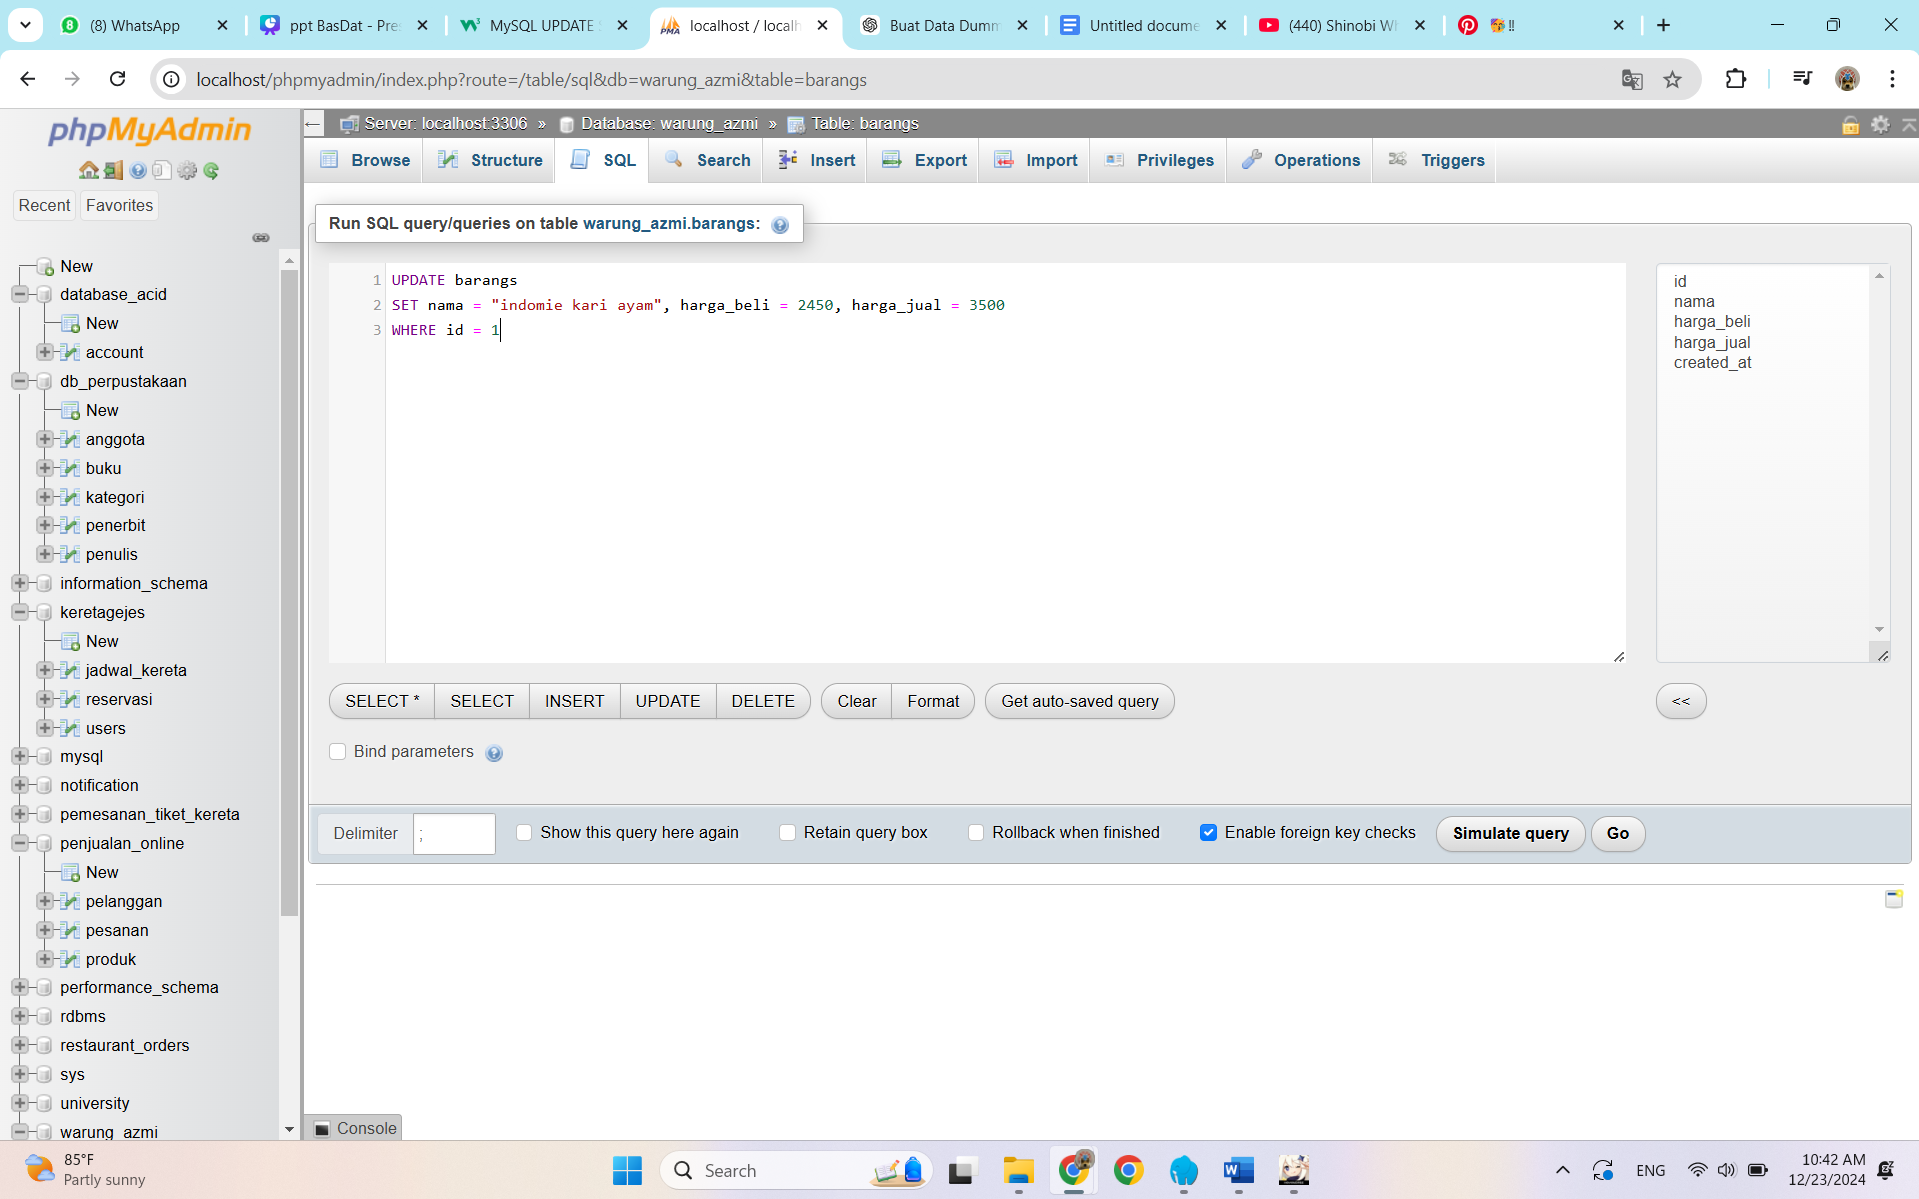 (8) WhatsApp
ppt BasDat - Pre
MySQL UPDATE
localhost / localh
Buat Data Dumm
Untitled docume
(440) Shinobi W
‼
localhost/phpmyadmin/index.php?route=/table/sql&db=warung_azmi&table=barangs
phpMyAdmin
Recent
Favorites
New
database_acid
New
account
db_perpustakaan
New
anggota
buku
kategori
penerbit
penulis
information_schema
keretagejes
New
jadwal_kereta
reservasi
users
mysql
notification
pemesanan_tiket_kereta
penjualan_online
New
pelanggan
pesanan
produk
performance_schema
rdbms
restaurant_orders
sys
university
warung_azmi
Server: localhost:3306 » Database: warung_azmi » Table: barangs
Browse
Structure
SQL
Search
Insert
Export
Import
Privileges
Operations
Triggers
Run SQL query/queries on table warung_azmi.barangs:
1 UPDATE barangs
2 SET nama = "indomie kari ayam", harga_beli = 2450, harga_jual = 3500
3 WHERE id = 1
id
nama
harga_beli
harga_jual
created_at
SELECT *
SELECT
INSERT
UPDATE
DELETE
Clear
Format
Get auto-saved query
<<
Bind parameters
Delimiter
;
Show this query here again
Retain query box
Rollback when finished
Enable foreign key checks
Simulate query
Go
Console
85°F
Partly sunny
Search
ENG
10:42 AM
12/23/2024